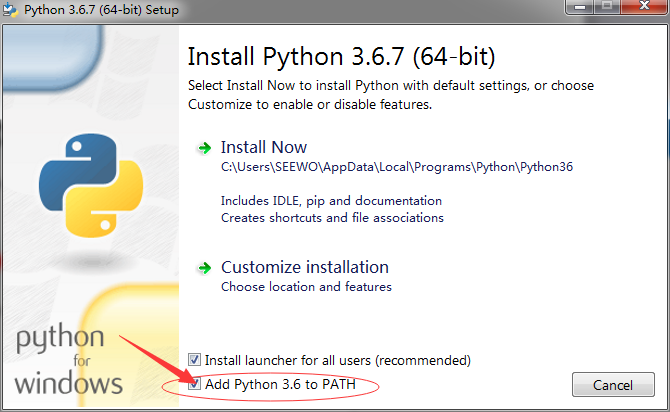 Python 3.6.7 (64-bit) Setup
Install Python 3.6.7 (64-bit)
Select Install Now to install Python with default settings, or choose
Customize to enable or disable features.
Install Now
C:\Users\SEEWO\AppData\Local\Programs\Python\Python36
Includes IDLE, pip and documentation
Creates shortcuts and file associations
Customize installation
Choose location and features
python
for
windows
Install launcher for all users (recommended)
Add Python 3.6 to PATH
Cancel